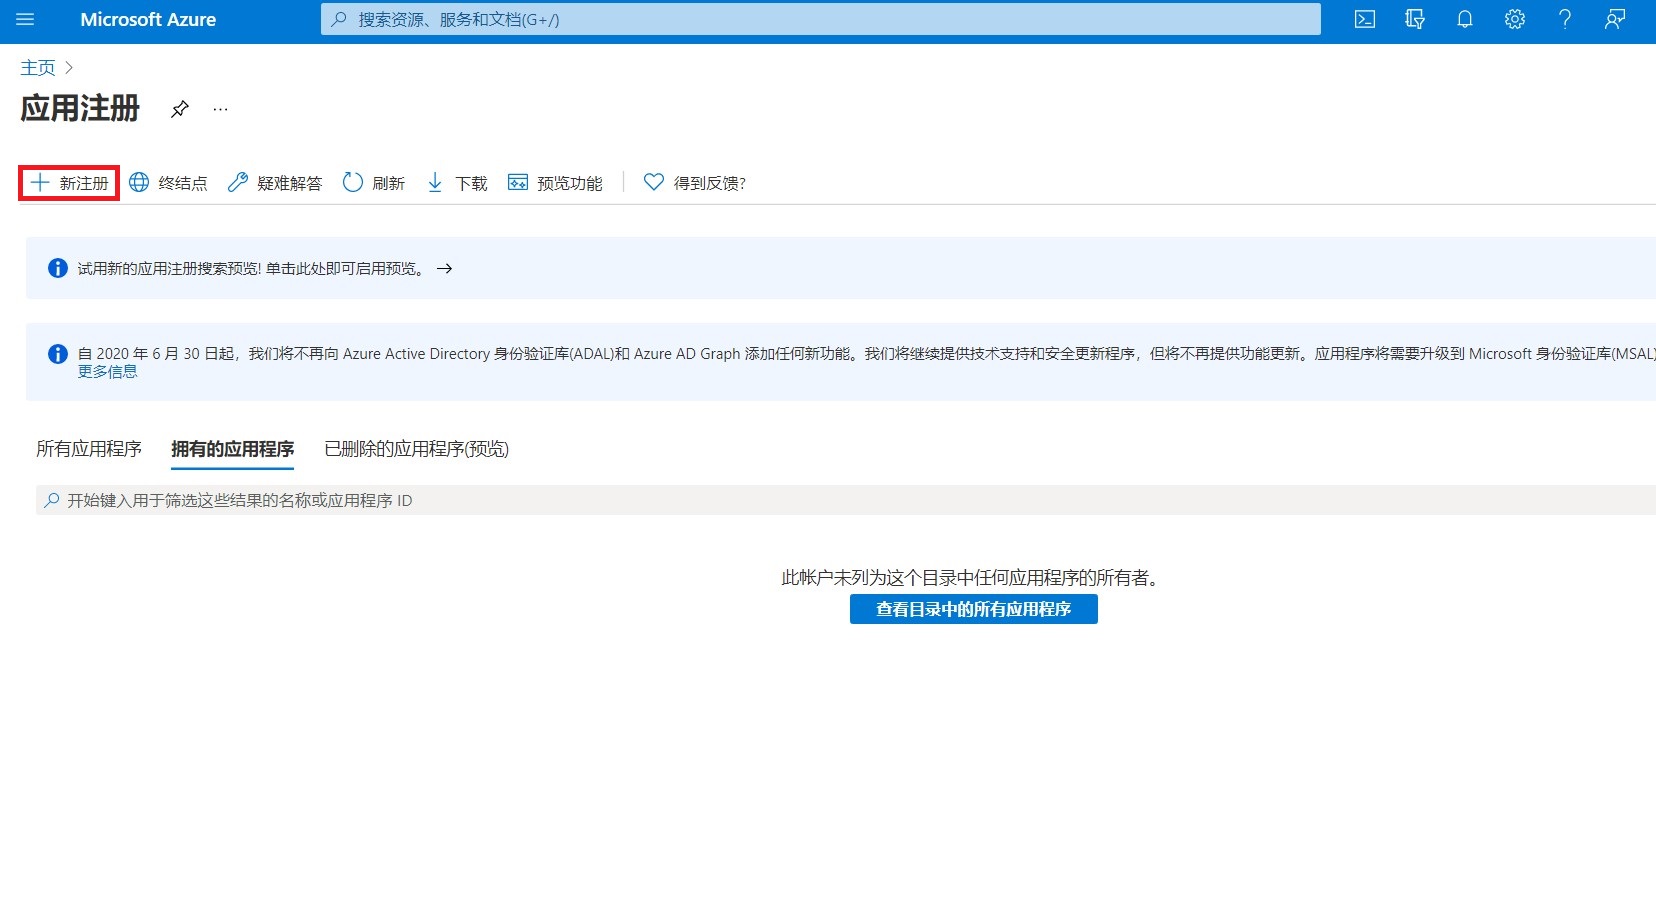 Microsoft Azure
搜索资源、服务和文档(G+/)
主页
应用注册
新注册
终结点
疑难解答
刷新
下载
预览功能
得到反馈?
试用新的应用注册搜索预览! 单击此处即可启用预览。 →
自 2020 年 6 月 30 日起，我们将不再向 Azure Active Directory 身份验证库(ADAL)和 Azure AD Graph 添加任何新功能。我们将继续提供技术支持和安全更新程序，但将不再提供功能更新。应用程序将需要升级到 Microsoft 身份验证库(MSAL)
更多信息
所有应用程序
拥有的应用程序
已删除的应用程序(预览)
开始键入用于筛选这些结果的名称或应用程序 ID
此帐户未列为这个目录中任何应用程序的所有者。
查看目录中的所有应用程序